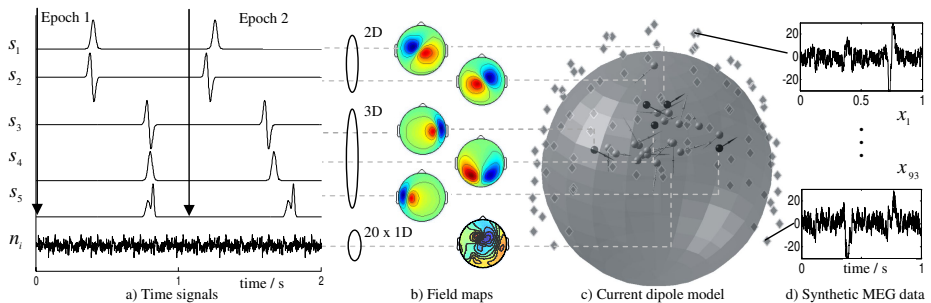 Epoch 1
Epoch 2
s1
s2
s3
s4
s5
ni
0
1
2
time / s
a) Time signals
2D
3D
20 x 1D
b) Field maps
c) Current dipole model
20
0
-20
0
0.5
1
x1
x93
20
0
-20
0
time / s
1
d) Synthetic MEG data